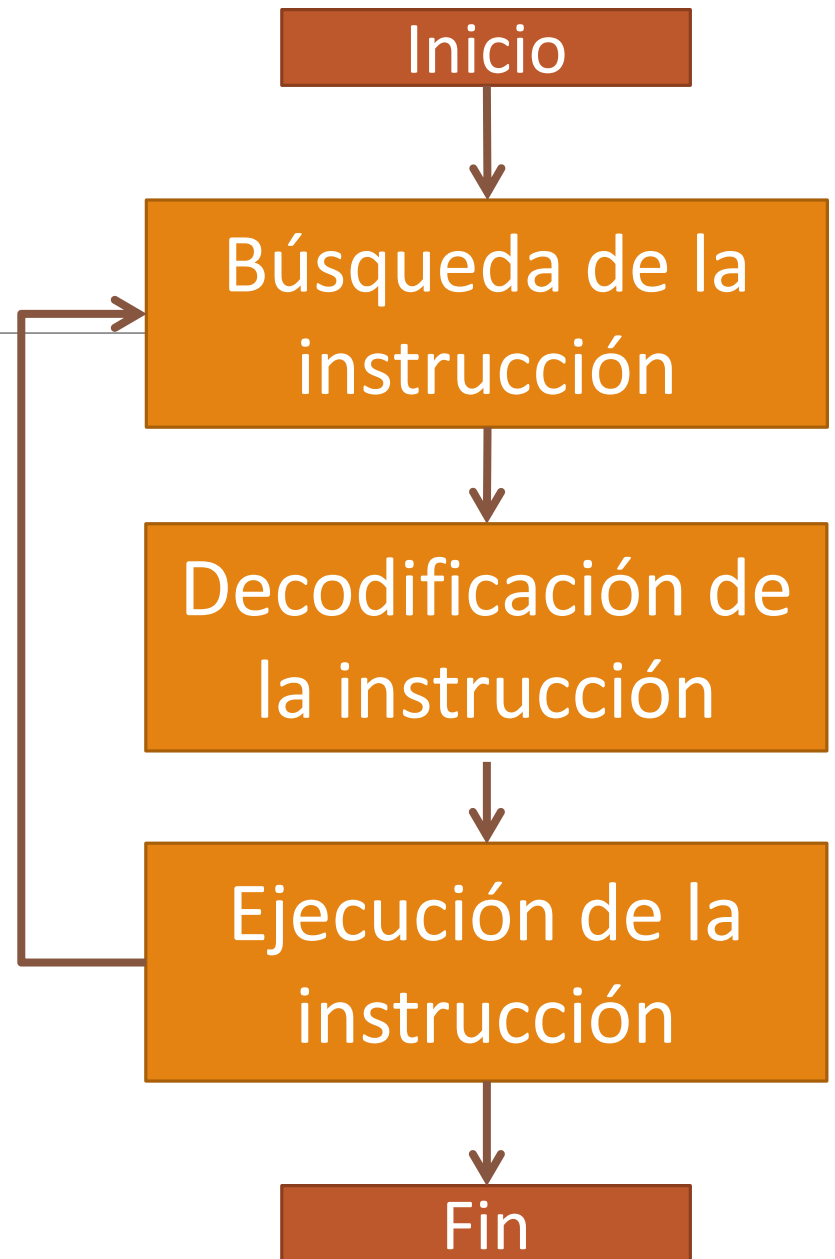 Inicio
Búsqueda de la
instrucción
Decodificación de
la instrucción
Ejecución de la
instrucción
Fin